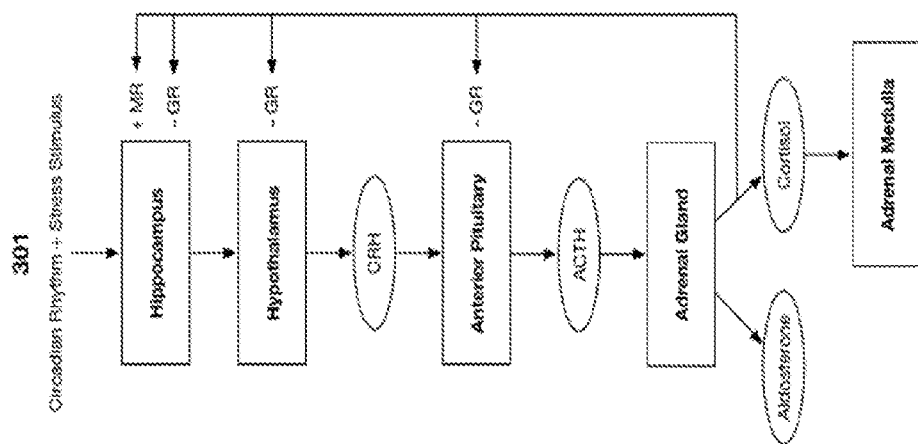 301
Circadian Rhythm + Stress Stimulus
Hippocampus
+ MR
- GR
Hypothalamus
- GR
CRH
Anterior Pituitary
- GR
ACTH
Adrenal Gland
Aldosterone
Cortisol
Adrenal Medulla